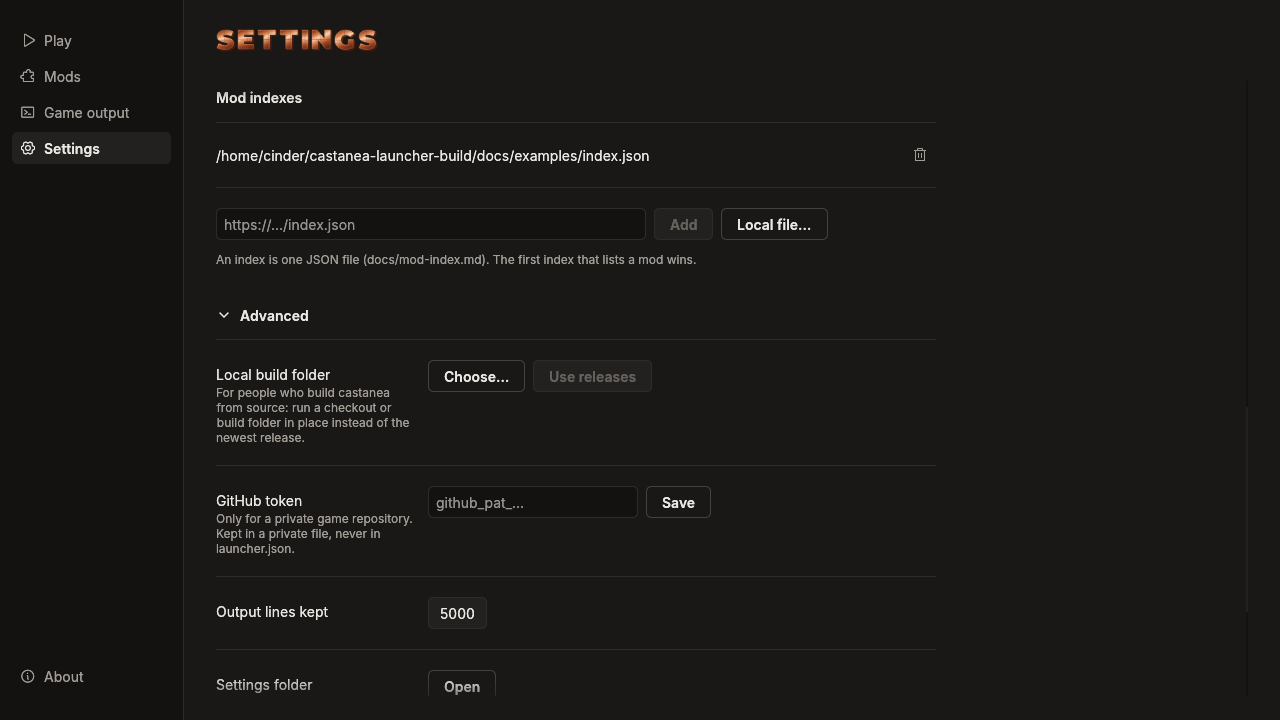 Play
Mods
Game output
Settings
About
SETTINGS
Mod indexes
/home/cinder/castanea-launcher-build/docs/examples/index.json
https://.../index.json
Add
Local file...
An index is one JSON file (docs/mod-index.md). The first index that lists a mod wins.
Advanced
Local build folder
For people who build castanea
from source: run a checkout or
build folder in place instead of the
newest release.
Choose...
Use releases
GitHub token
Only for a private game repository.
Kept in a private file, never in
launcher.json.
github_pat_...
Save
Output lines kept
5000
Settings folder
Open